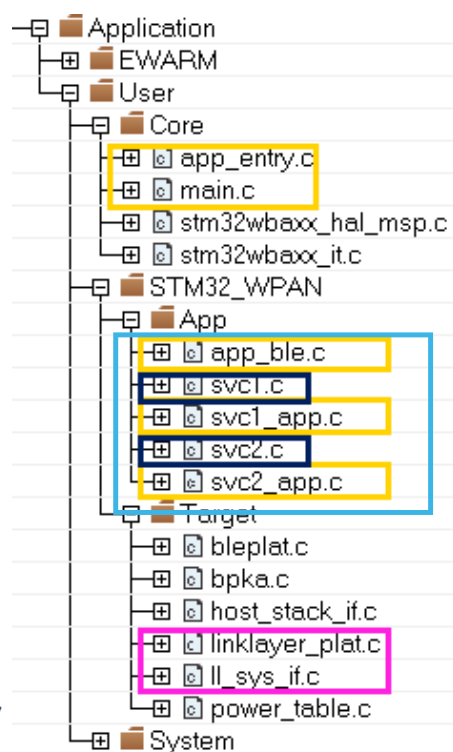 Application
EWARM
User
Core
app_entry.c
main.c
stm32wbaxx_hal_msp.c
stm32wbaxx_it.c
STM32_WPAN
App
app_ble.c
svc1.c
svc1_app.c
svc2.c
svc2_app.c
Target
bleplat.c
bpka.c
host_stack_if.c
linklayer_plat.c
ll_sys_if.c
power_table.c
System